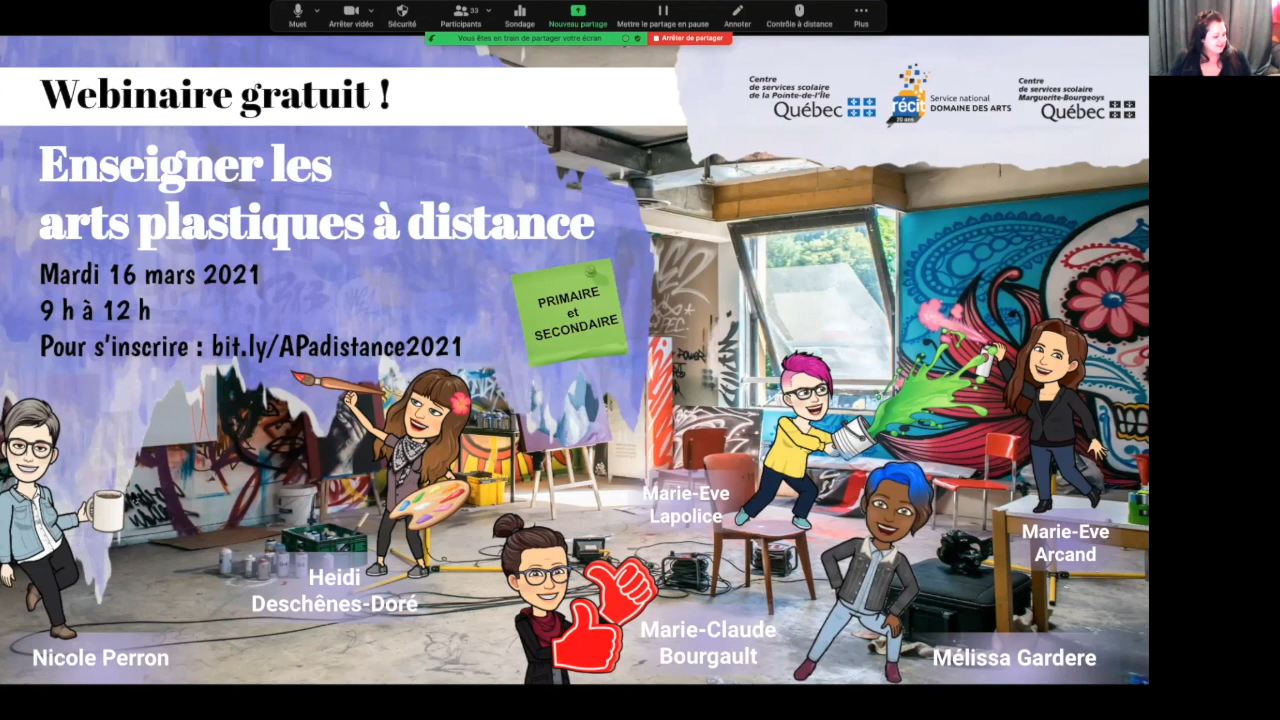 Muet
Arrêter vidéo
Sécurité
33
Participants
Sondage
Nouveau partage
Mettre le partage en pause
Annoter
Contrôle à distance
Plus
Vous êtes en train de partager votre écran
Arrêter de partager
Webinaire gratuit !
Centre
de services scolaire
de la Pointe-de-l'Île
Québec
récit
20 ans
Service national
DOMAINE DES ARTS
Centre
de services scolaire
Marguerite-Bourgeoys
Québec
Enseigner les
arts plastiques à distance
Mardi 16 mars 2021
9 h à 12 h
Pour s'inscrire : bit.ly/APadistance2021
PRIMAIRE
et
SECONDAIRE
Marie-Eve
Lapolice
Marie-Eve
Arcand
Heidi
Deschênes-Doré
Marie-Claude
Bourgault
Nicole Perron
Mélissa Gardere